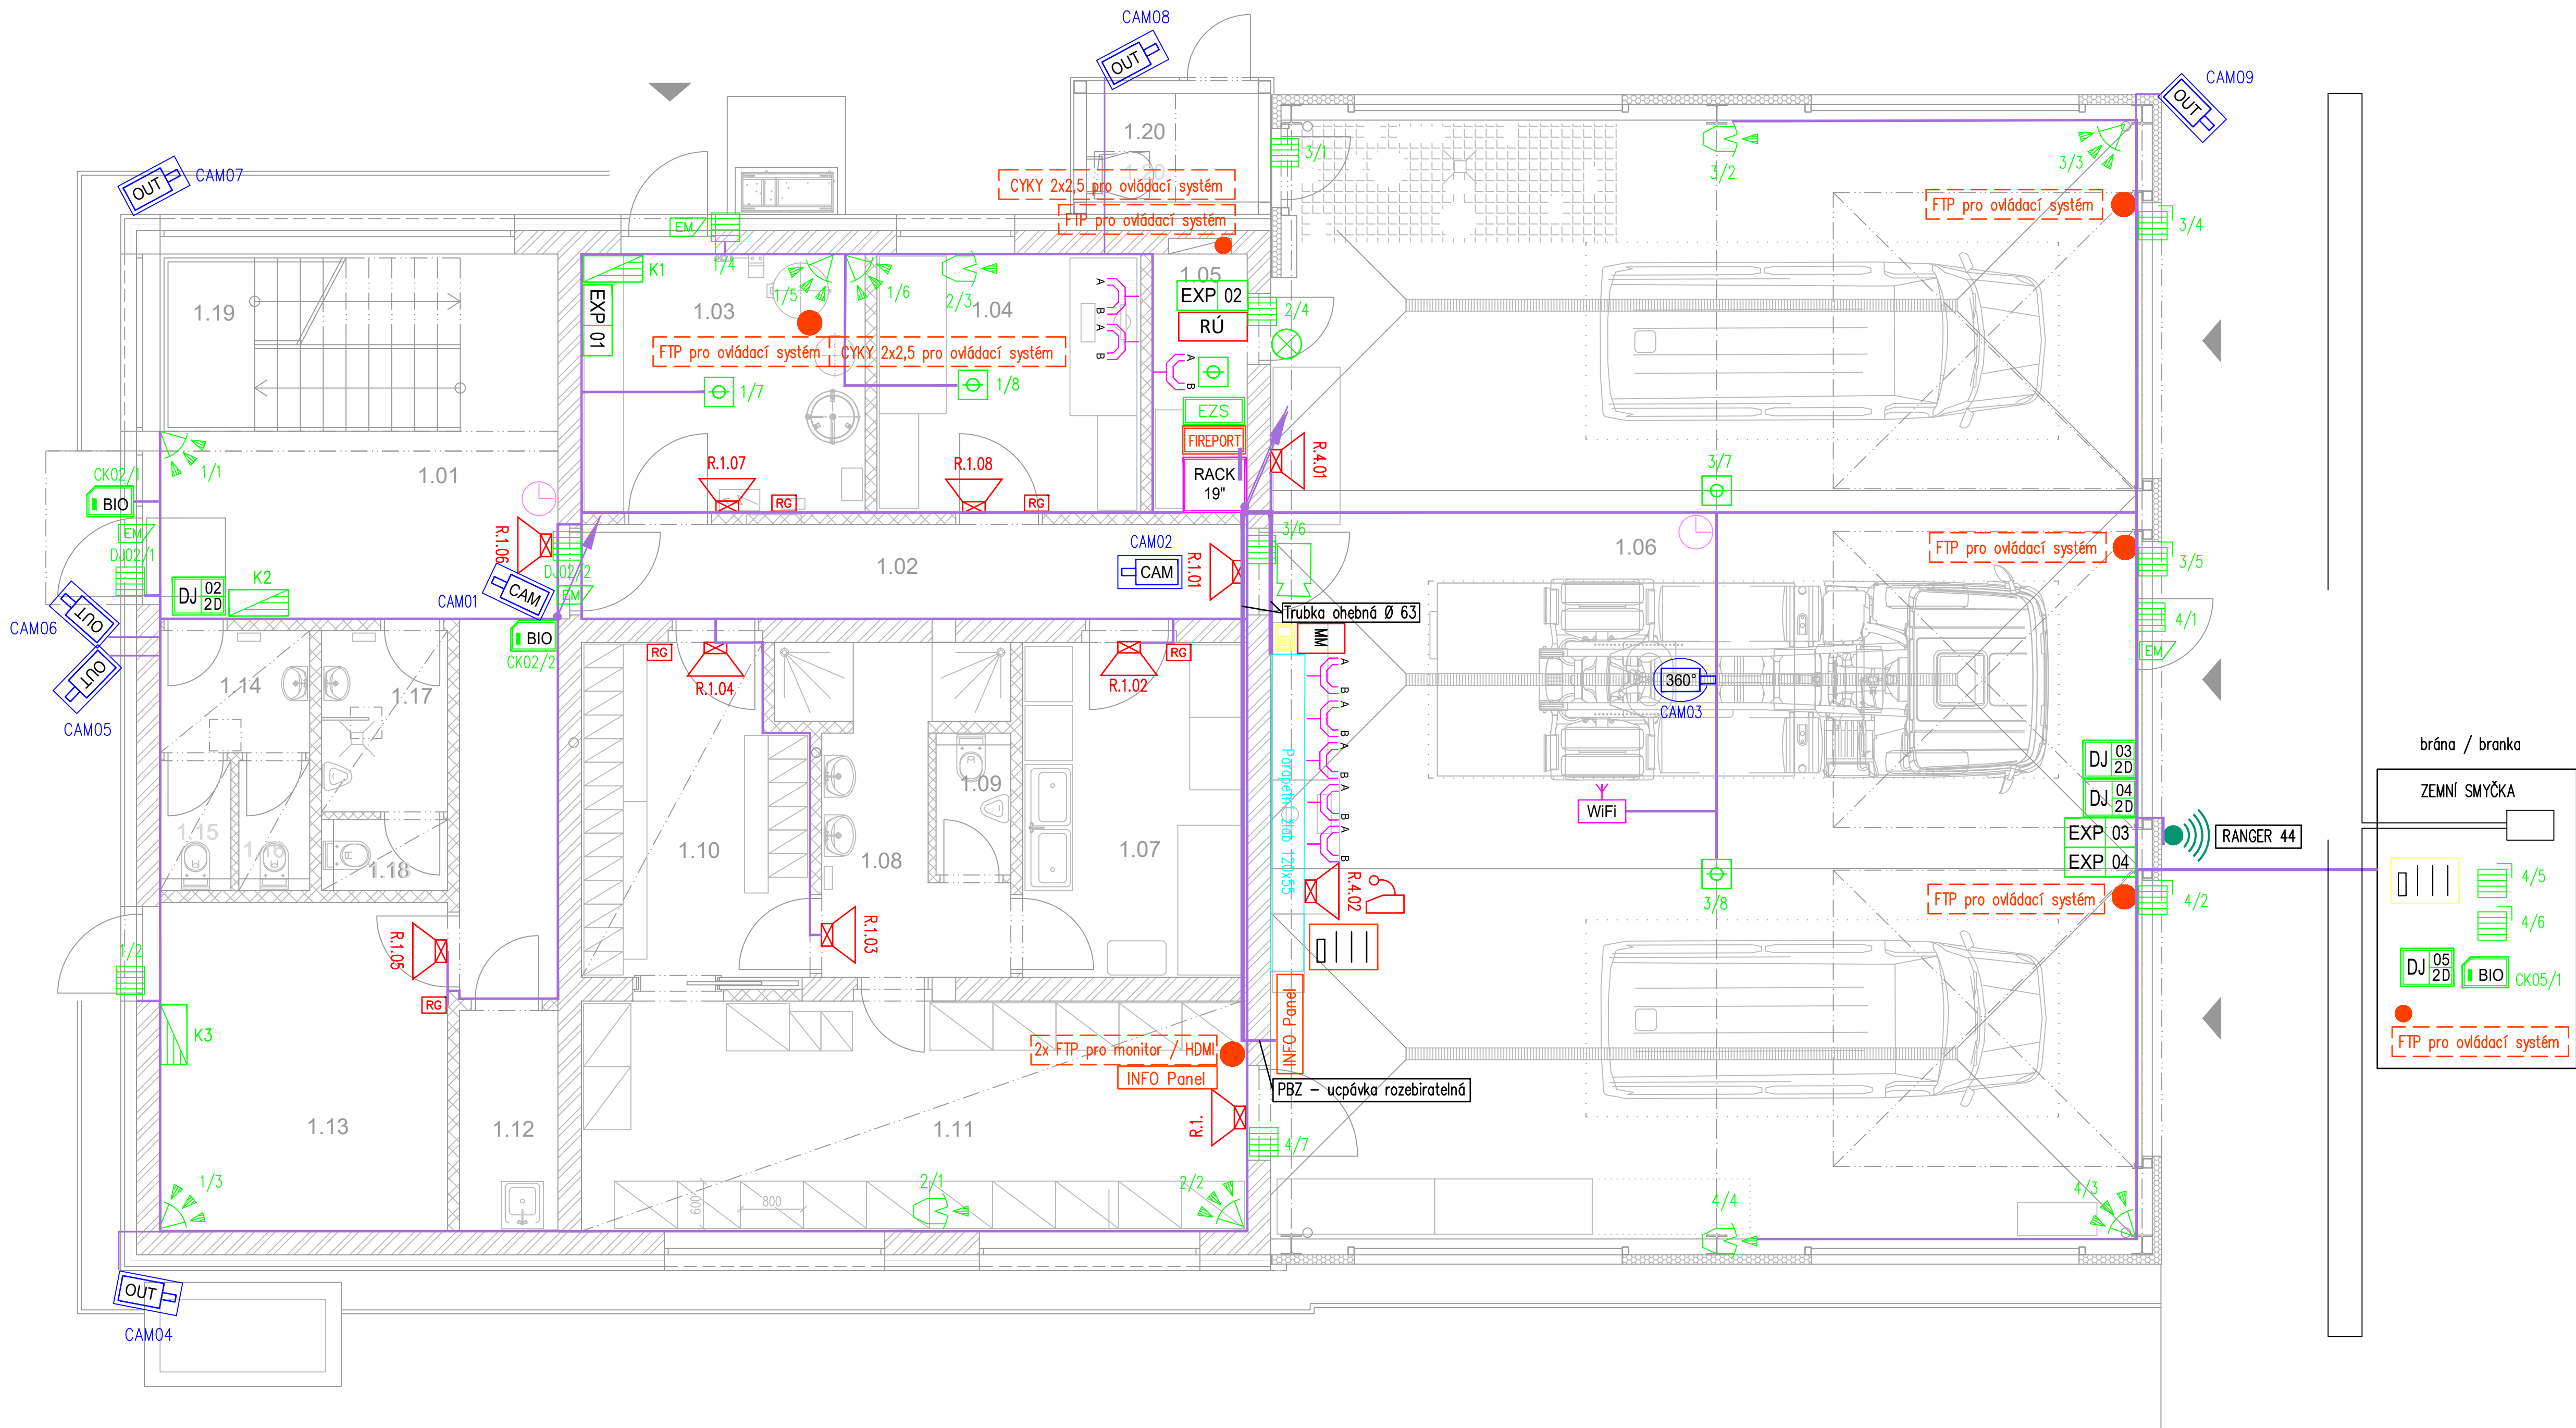 CAM08
OUT
CAM09
OUT
1.20
1.20
3/1
3/2
3/3
CAM07
OUT
CYKY 2x2,5 pro ovládací systém
FTP pro ovládací systém
FTP pro ovládací systém
3/4
EM
1/4
K1
1/5
1/6
2/3
1.05
EXP 02
2/4
RÚ
1.19
EXP 01
1.03
1.04
A
B
A
B
FTP pro ovládací systém
CYKY 2x2,5 pro ovládací systém
A
B
1/7
1/8
EZS
FIREPORT
RACK
19"
R.4.01
1/1
1.01
CK02/1
BIO
R.1.07
R.1.08
RG
RG
3/7
EM
DJ02/1
R.1.06
CAM02
CAM
R.1.01
3/6
1.06
FTP pro ovládací systém
3/5
1.02
DJ 02
2D
K2
DJ02/2
EM
CAM01
CAM
Trubka ohebná Ø 63
4/1
EM
CAM06
OUT
OUT
CAM05
BIO
CK02/2
RG
R.1.04
RG
R.1.02
MM
A
B
A
B
A
B
A
B
A
B
360°
CAM03
1.14
1.17
Parapetní žlab 120x55
DJ 03
2D
DJ 04
2D
brána / branka
ZEMNÍ SMYČKA
1.09
WiFi
1.15
1.16
1.18
1.10
1.08
1.07
EXP 03
EXP 04
RANGER 44
R.4.02
3/8
FTP pro ovládací systém
4/2
4/5
4/6
1/2
R.1.05
R.1.03
RG
DJ 05
2D
BIO
CK05/1
K3
INFO Panel
2x FTP pro monitor / HDMI
INFO Panel
FTP pro ovládací systém
PBZ – ucpávka rozebiratelná
1.13
1.12
1.11
R.1.
4/7
1/3
600
800
2/1
2/2
4/4
4/3
OUT
CAM04